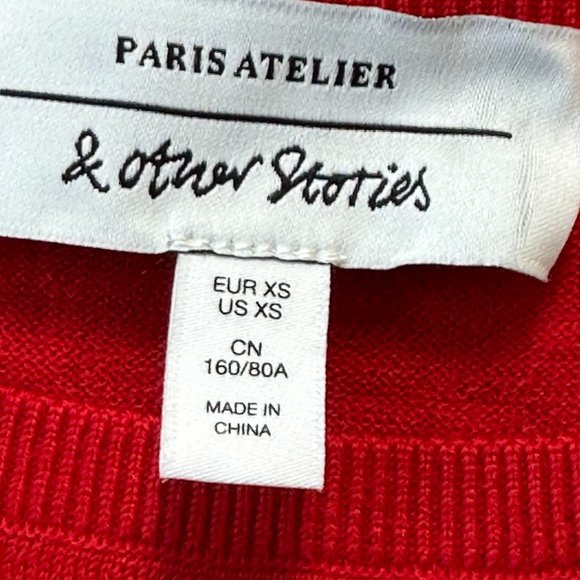 PARIS ATELIER
& other Stories
EUR XS
US XS
CN
160/80A
MADE IN
CHINA